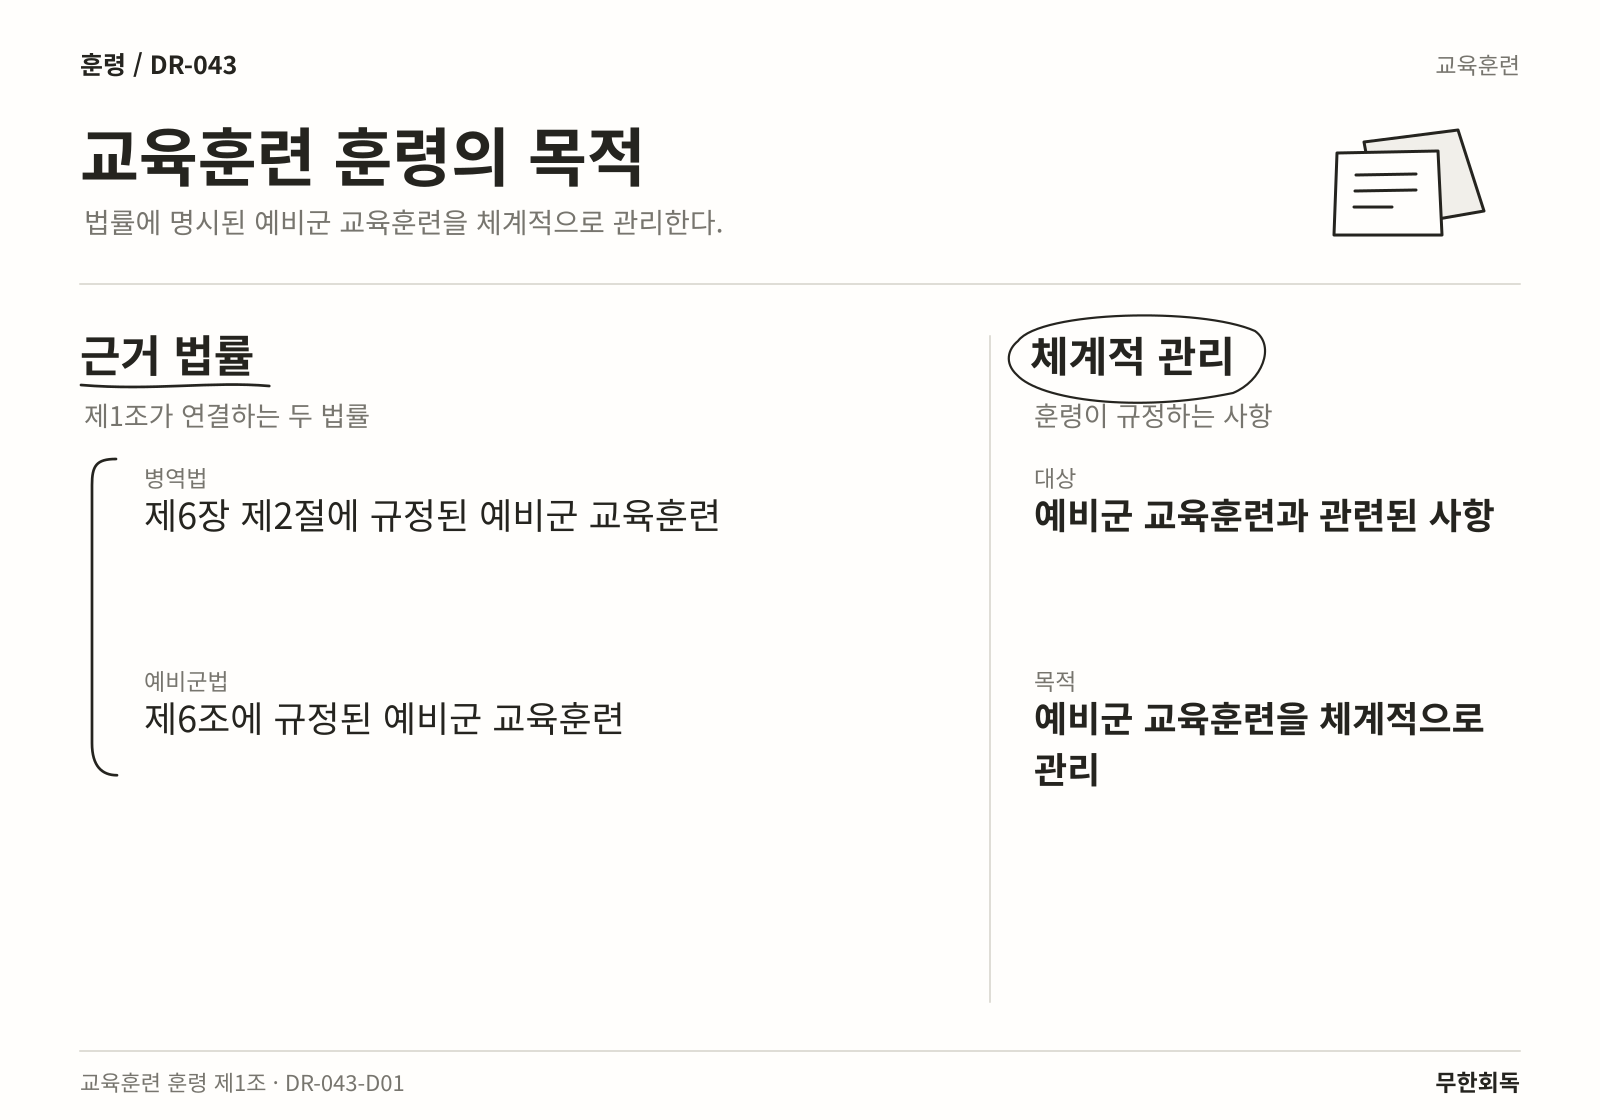 훈령 / DR-043
교육훈련
교육훈련 훈령의 목적
법률에 명시된 예비군 교육훈련을 체계적으로 관리한다.
근거 법률
제1조가 연결하는 두 법률
병역법
제6장 제2절에 규정된 예비군 교육훈련
예비군법
제6조에 규정된 예비군 교육훈련
체계적 관리
훈령이 규정하는 사항
대상
예비군 교육훈련과 관련된 사항
목적
예비군 교육훈련을 체계적으로
관리
교육훈련 훈령 제1조 · DR-043-D01
무한회독